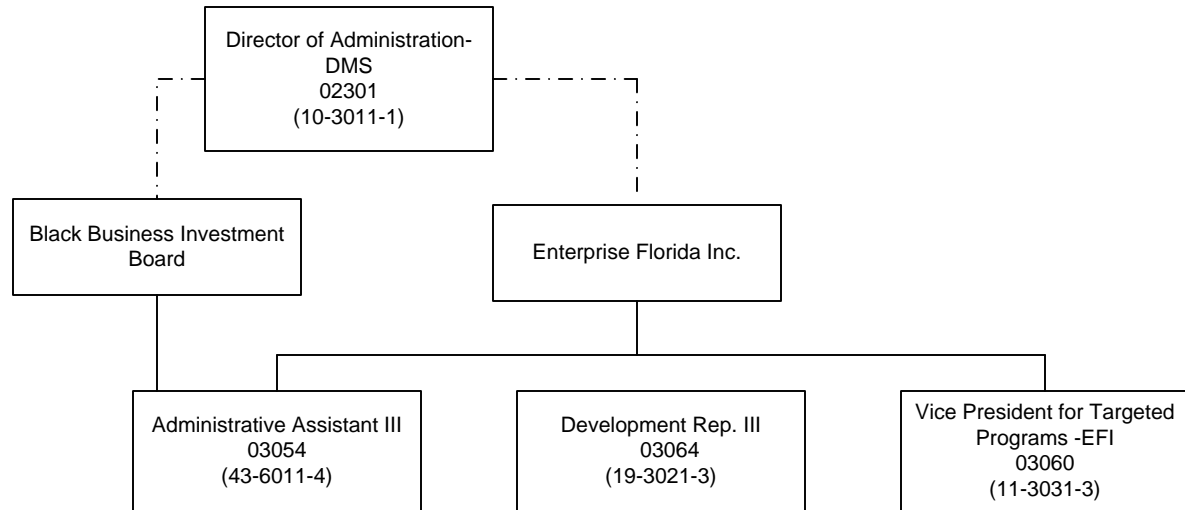 Director of Administration-
DMS
02301
(10-3011-1)
Black Business Investment
Board
Enterprise Florida Inc.
Administrative Assistant III
03054
(43-6011-4)
Development Rep. III
03064
(19-3021-3)
Vice President for Targeted
Programs -EFI
03060
(11-3031-3)